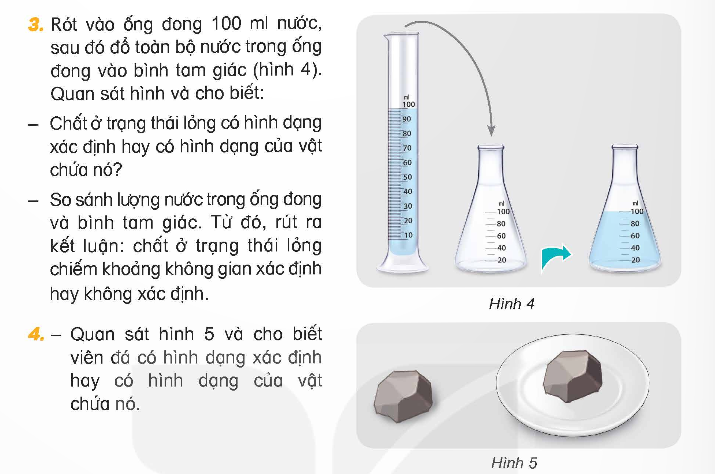 3. Rót vào ống đong 100 ml nước,
sau đó đổ toàn bộ nước trong ống
đong vào bình tam giác (hình 4).
Quan sát hình và cho biết:
– Chất ở trạng thái lỏng có hình dạng
xác định hay có hình dạng của vật
chứa nó?
– So sánh lượng nước trong ống đong
và bình tam giác. Từ đó, rút ra
kết luận: chất ở trạng thái lỏng
chiếm khoảng không gian xác định
hay không xác định.
ml
100
90
80
70
60
50
40
30
20
10
ml
100
80
60
40
20
ml
100
80
60
40
20
Hình 4
4. – Quan sát hình 5 và cho biết
viên đá có hình dạng xác định
hay có hình dạng của vật
chứa nó.
Hình 5